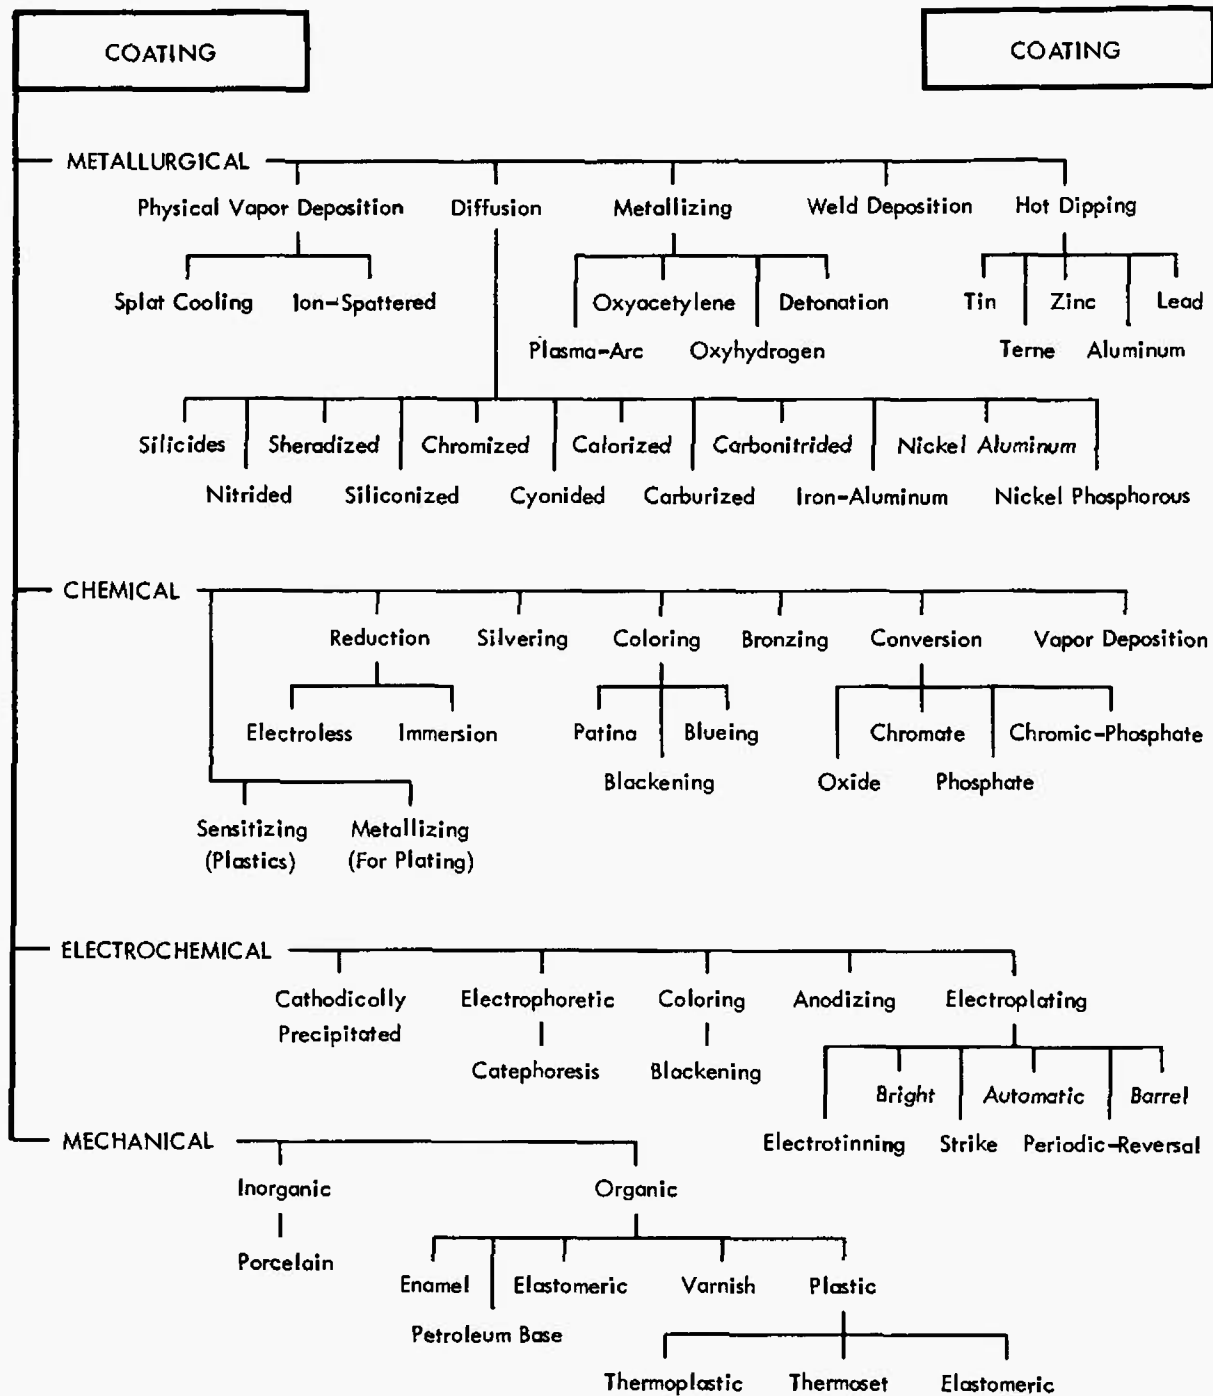 COATING
COATING
METALLURGICAL
Physical Vapor Deposition Diffusion Metallizing Weld Deposition Hot Dipping
Splat Cooling Ion-Spattered Oxyacetylene Detonation Tin Zinc Lead
Plasma-Arc Oxyhydrogen Terne Aluminum
Silicides Sheradized Chromized Calorized Carbonitrided Nickel Aluminum
Nitrided Siliconized Cyanided Carburized Iron-Aluminum Nickel Phosphorous
CHEMICAL
Reduction Silvering Coloring Bronzing Conversion Vapor Deposition
Electroless Immersion Patina Blueing Chromate Chromic-Phosphate
Blackening Oxide Phosphate
Sensitizing Metallizing
(Plastics) (For Plating)
ELECTROCHEMICAL
Cathodically Electrophoretic Coloring Anodizing Electroplating
Precipitated
Catephoresis Blackening
Bright Automatic Barrel
Electrotinning Strike Periodic-Reversal
MECHANICAL
Inorganic Organic
Porcelain
Enamel Elastomeric Varnish Plastic
Petroleum Base
Thermoplastic Thermoset Elastomeric